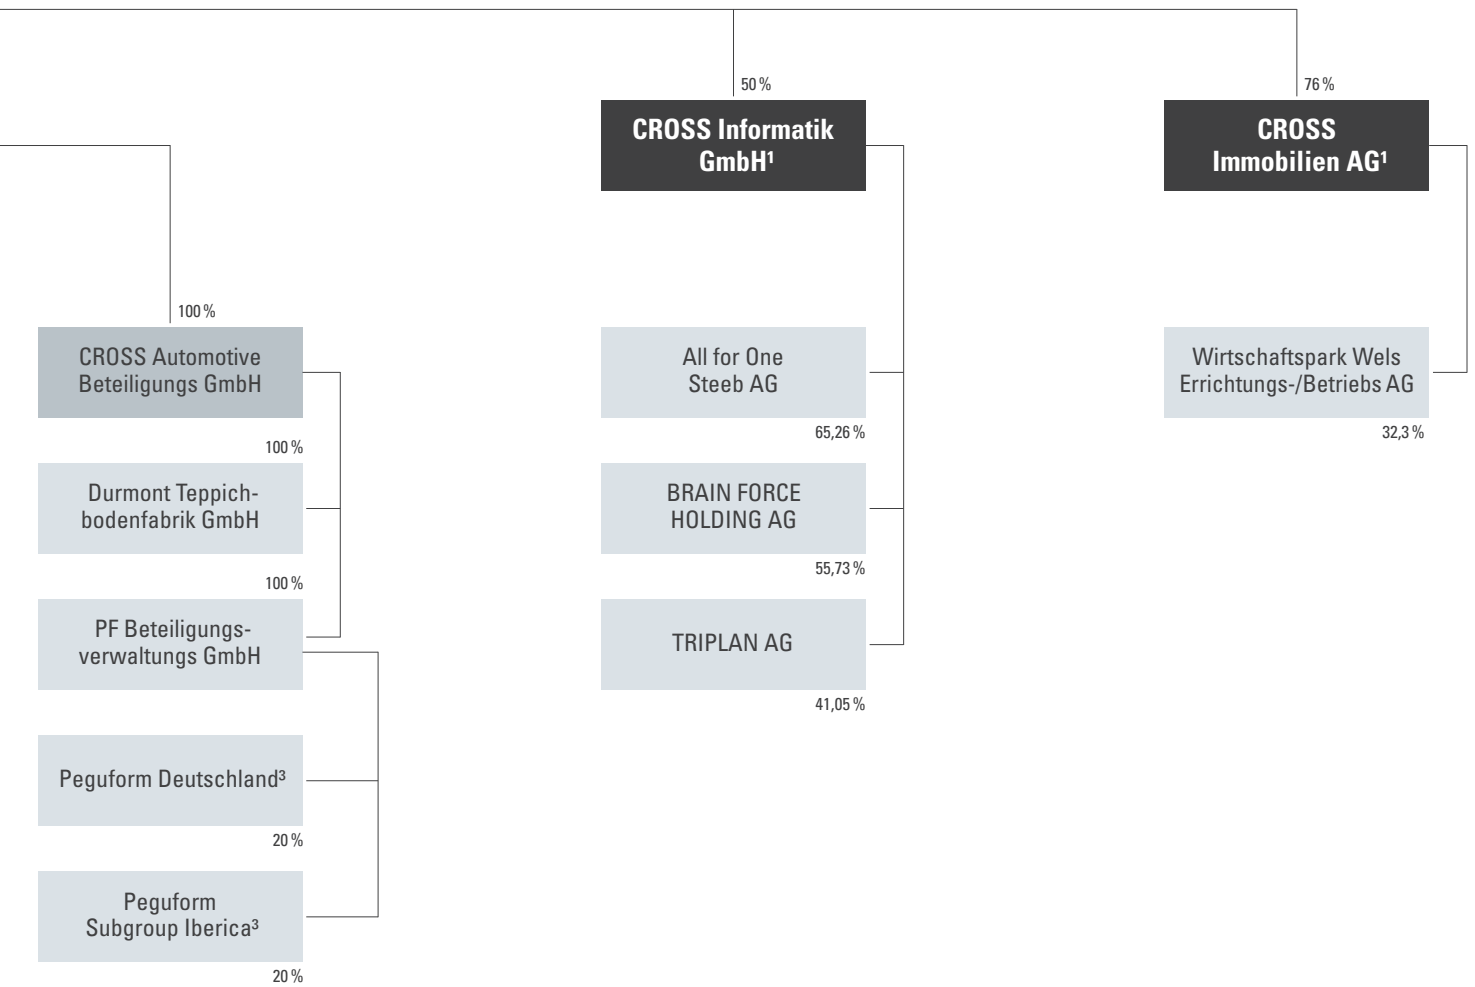 50 %
76 %
CROSS Informatik
GmbH¹
CROSS
Immobilien AG¹
100 %
CROSS Automotive
Beteiligungs GmbH
100 %
Durmont Teppich-
bodenfabrik GmbH
100 %
PF Beteiligungs-
verwaltungs GmbH
Peguform Deutschland³
20 %
Peguform
Subgroup Iberica³
20 %
All for One
Steeb AG
65,26 %
BRAIN FORCE
HOLDING AG
55,73 %
TRIPLAN AG
41,05 %
Wirtschaftspark Wels
Errichtungs-/Betriebs AG
32,3 %